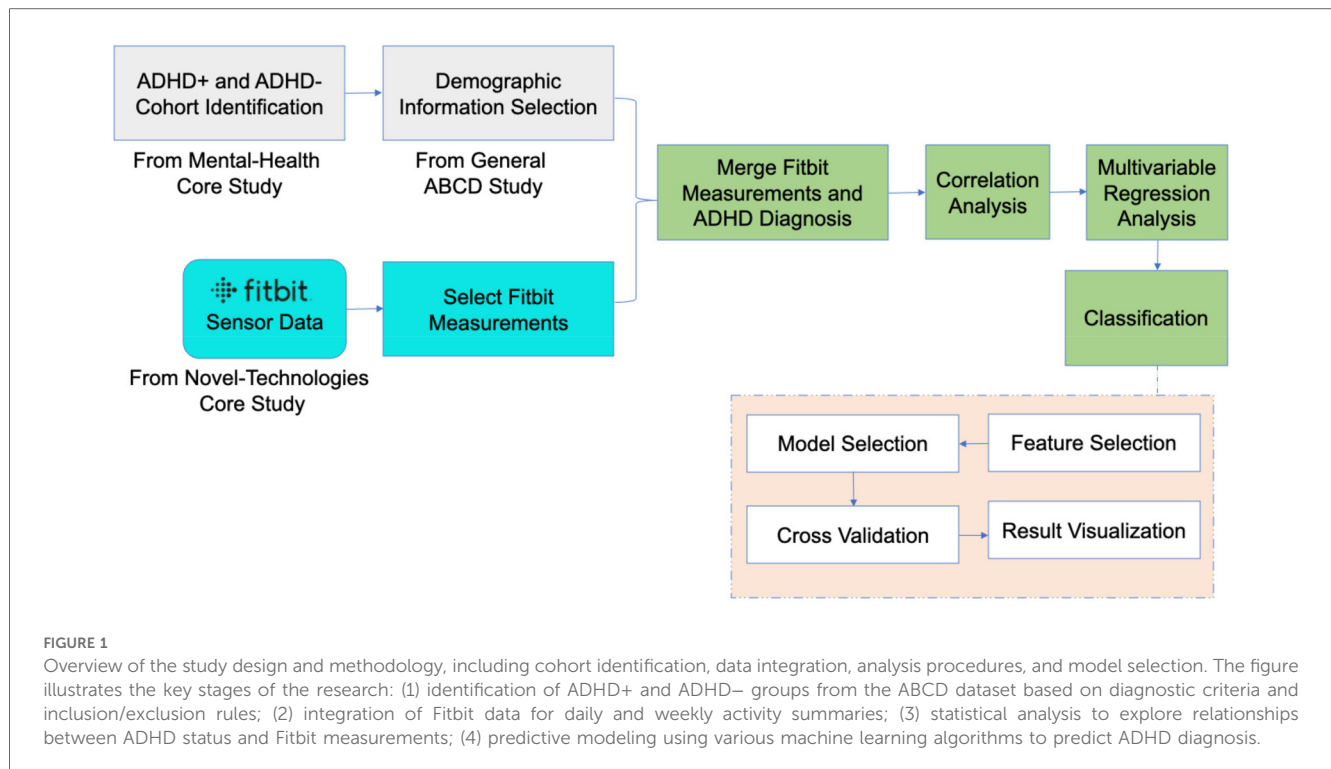 ADHD+ and ADHD-
Cohort Identification
From Mental-Health
Core Study
Demographic
Information Selection
From General
ABCD Study
fitbit
Sensor Data
From Novel-Technologies
Core Study
Select Fitbit
Measurements
Merge Fitbit
Measurements and
ADHD Diagnosis
Correlation
Analysis
Multivariable
Regression
Analysis
Classification
Feature Selection
Model Selection
Cross Validation
Result Visualization
FIGURE 1
Overview of the study design and methodology, including cohort identification, data integration, analysis procedures, and model selection. The figure
illustrates the key stages of the research: (1) identification of ADHD+ and ADHD− groups from the ABCD dataset based on diagnostic criteria and
inclusion/exclusion rules; (2) integration of Fitbit data for daily and weekly activity summaries; (3) statistical analysis to explore relationships
between ADHD status and Fitbit measurements; (4) predictive modeling using various machine learning algorithms to predict ADHD diagnosis.